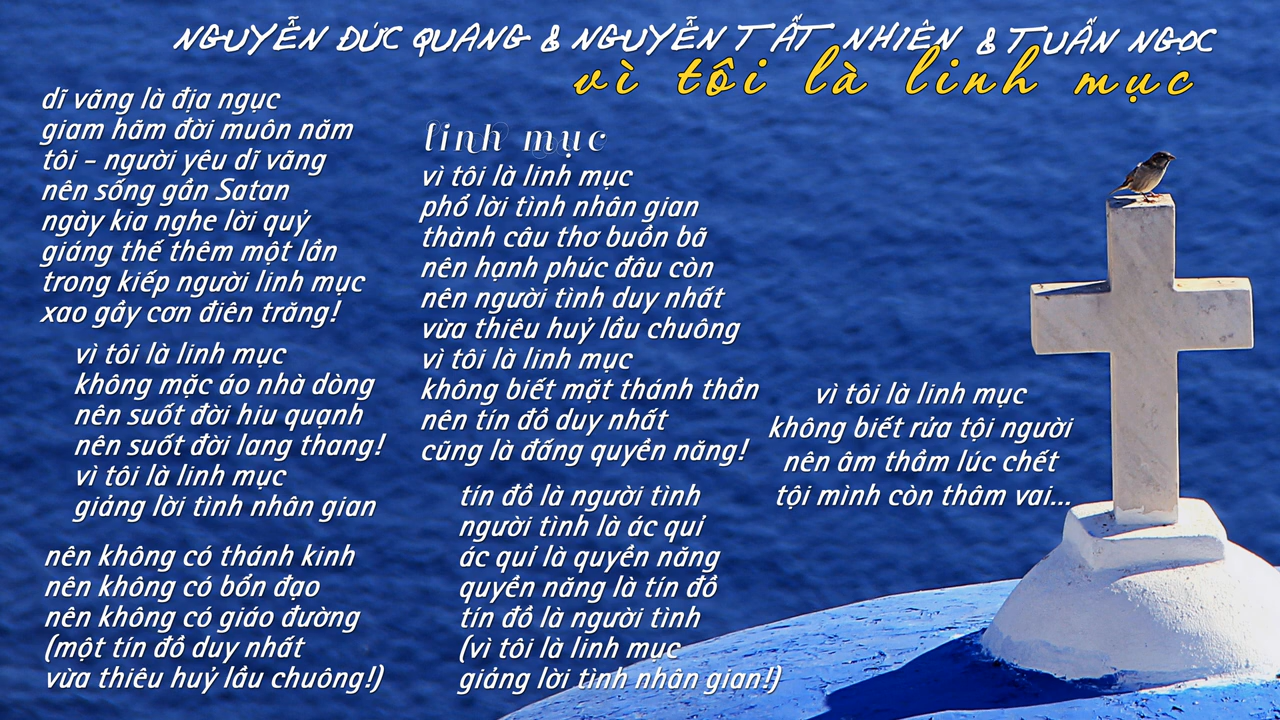 NGUYỄN ĐỨC QUANG & NGUYỄN TẤT NHIÊN & TUẤN NGỌC
vì tôi là linh mục
dĩ vãng là địa ngục
giam hãm đời muôn năm
tôi - người yêu dĩ vãng
nên sống gần Satan
ngày kia nghe lời quỷ
giáng thế thêm một lần
trong kiếp người linh mục
xao gầy cơn điên trăng!
vì tôi là linh mục
không mặc áo nhà dòng
nên suốt đời hiu quạnh
nên suốt đời lang thang!
vì tôi là linh mục
giảng lời tình nhân gian
nên không có thánh kinh
nên không có bổn đạo
nên không có giáo đường
(một tín đồ duy nhất
vừa thiêu huỷ lầu chuông!)
linh mục
vì tôi là linh mục
phổ lời tình nhân gian
thành câu thơ buồn bã
nên hạnh phúc đâu còn
nên người tình duy nhất
vừa thiêu huỷ lầu chuông
vì tôi là linh mục
không biết mặt thánh thần
nên tín đồ duy nhất
cũng là đấng quyền năng!
tín đồ là người tình
người tình là ác quỉ
ác quỉ là quyền năng
quyền năng là tín đồ
tín đồ là người tình
(vì tôi là linh mục
giảng lời tình nhân gian!)
vì tôi là linh mục
không biết rửa tội người
nên âm thầm lúc chết
tội mình còn thâm vai...